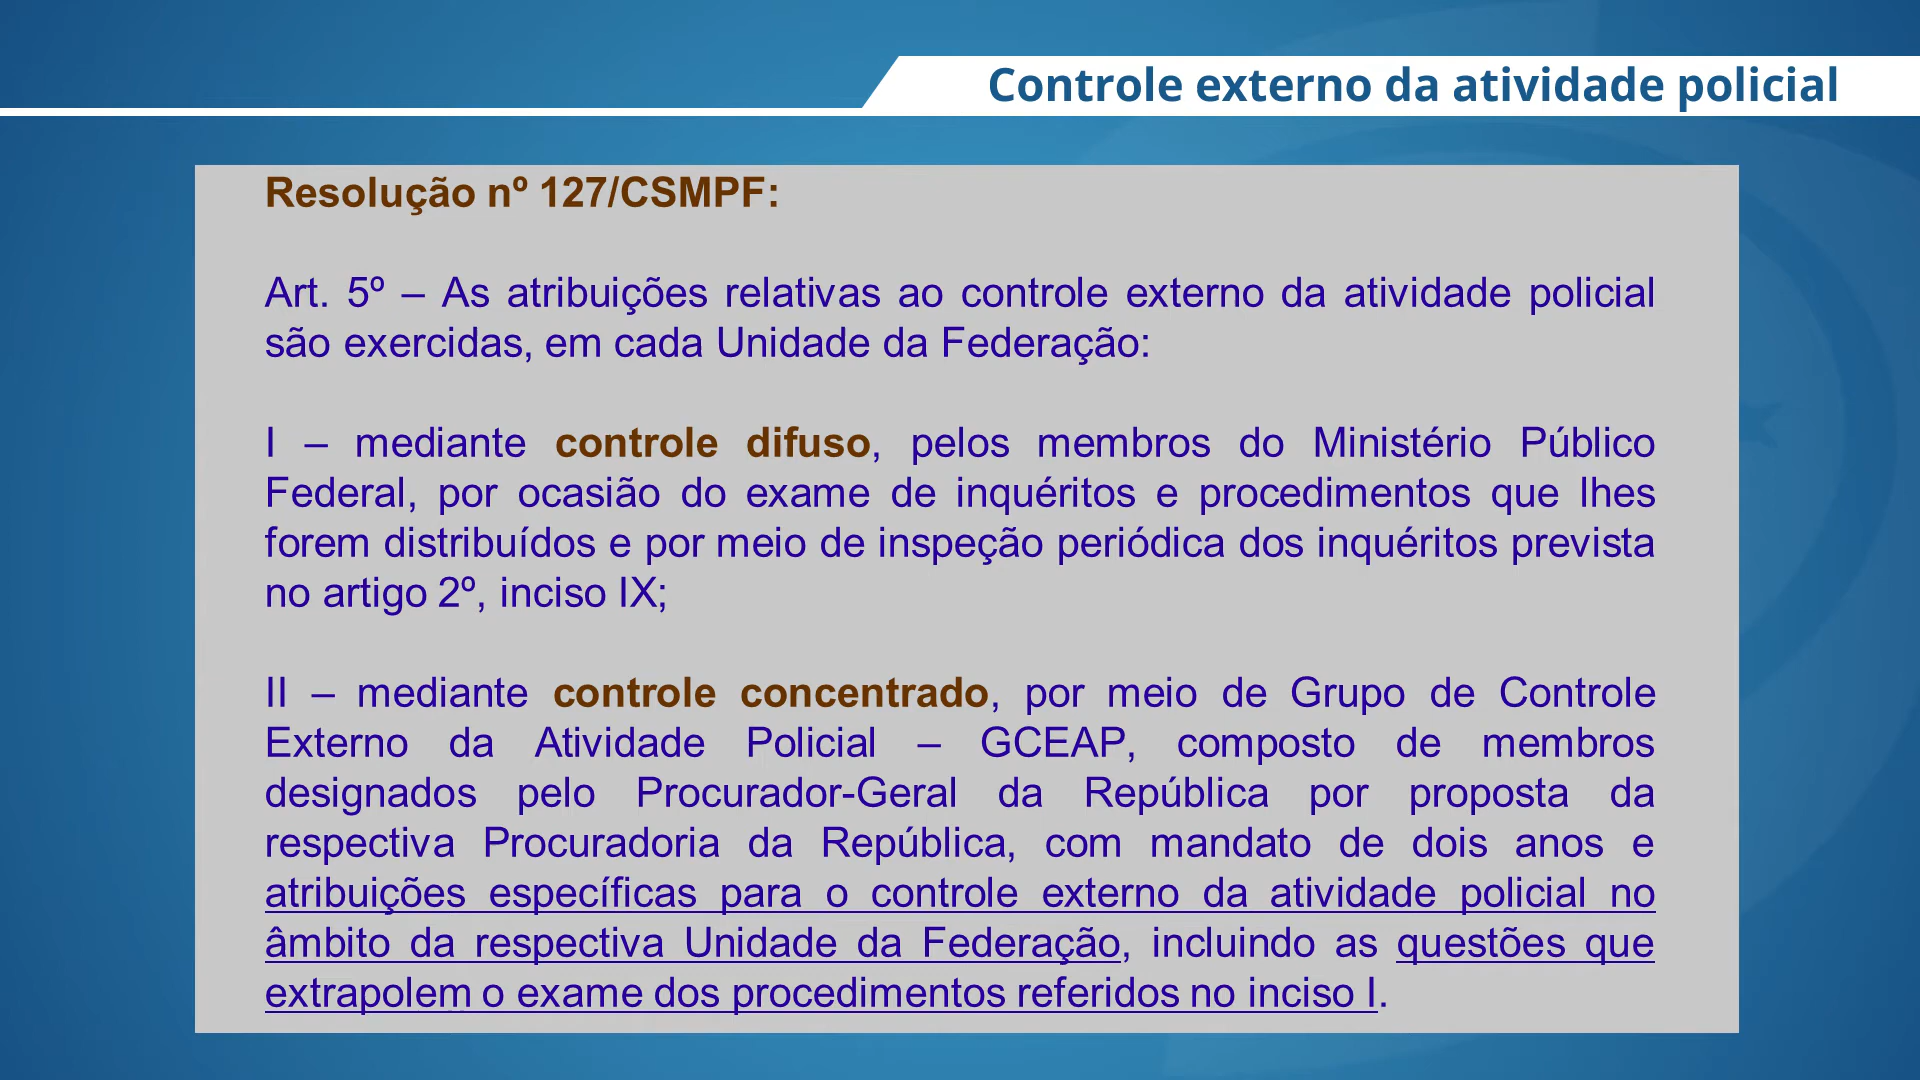 Controle externo da atividade policial
Resolução nº 127/CSMPF:
Art. 5º – As atribuições relativas ao controle externo da atividade policial
são exercidas, em cada Unidade da Federação:
I – mediante controle difuso, pelos membros do Ministério Público
Federal, por ocasião do exame de inquéritos e procedimentos que lhes
forem distribuídos e por meio de inspeção periódica dos inquéritos prevista
no artigo 2º, inciso IX;
II – mediante controle concentrado, por meio de Grupo de Controle
Externo da Atividade Policial – GCEAP, composto de membros
designados pelo Procurador-Geral da República por proposta da
respectiva Procuradoria da República, com mandato de dois anos e
atribuições específicas para o controle externo da atividade policial no
âmbito da respectiva Unidade da Federação, incluindo as questões que
extrapolem o exame dos procedimentos referidos no inciso I.